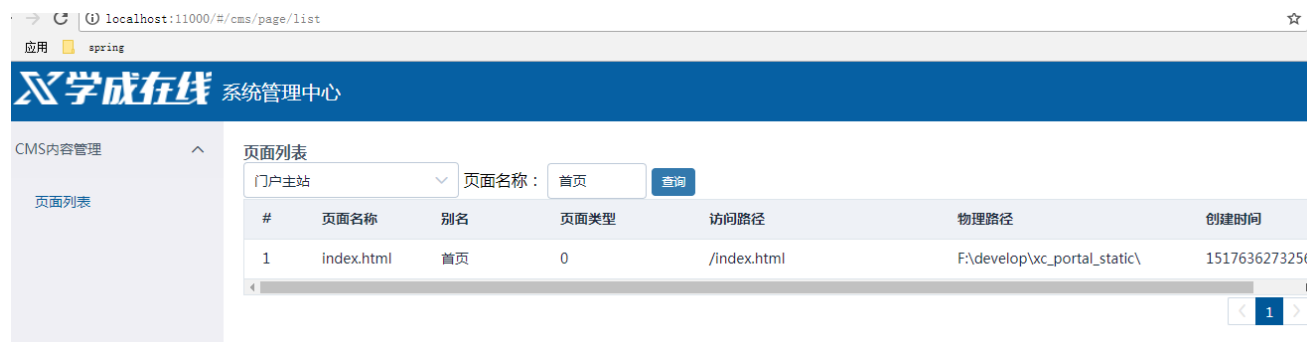 localhost:11000/#/cms/page/list
应用 spring
学成在线 系统管理中心
CMS内容管理
页面列表
页面列表
门户主站 页面名称： 首页 查询
# 页面名称 别名 页面类型 访问路径 物理路径 创建时间
1 index.html 首页 0 /index.html F:\develop\xc_portal_static\ 1517636273256
1